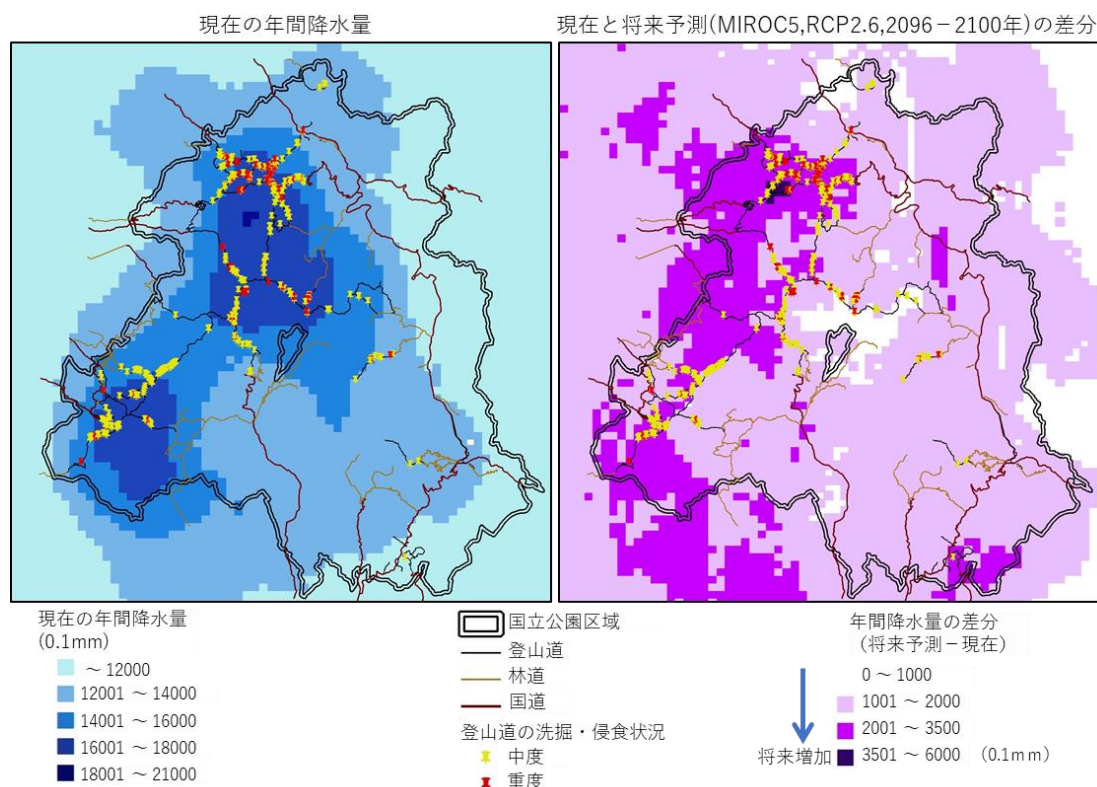 現在の年間降水量
現在と将来予測(MIROC5,RCP2.6,2096－2100年)の差分
現在の年間降水量
(0.1mm)
～12000
12001 ～ 14000
14001 ～ 16000
16001 ～ 18000
18001 ～ 21000
国立公園区域
登山道
林道
国道
登山道の洗掘・侵食状況
中度
重度
年間降水量の差分
(将来予測－現在)
0 ～ 1000
1001 ～ 2000
2001 ～ 3500
将来増加 3501 ～ 6000 (0.1mm)